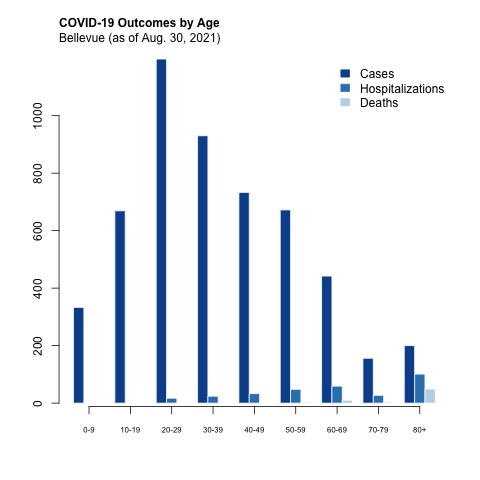 COVID-19 Outcomes by Age
Bellevue (as of Aug. 30, 2021)
Cases
Hospitalizations
Deaths
1000
800
600
400
200
0
0-9 10-19 20-29 30-39 40-49 50-59 60-69 70-79 80+